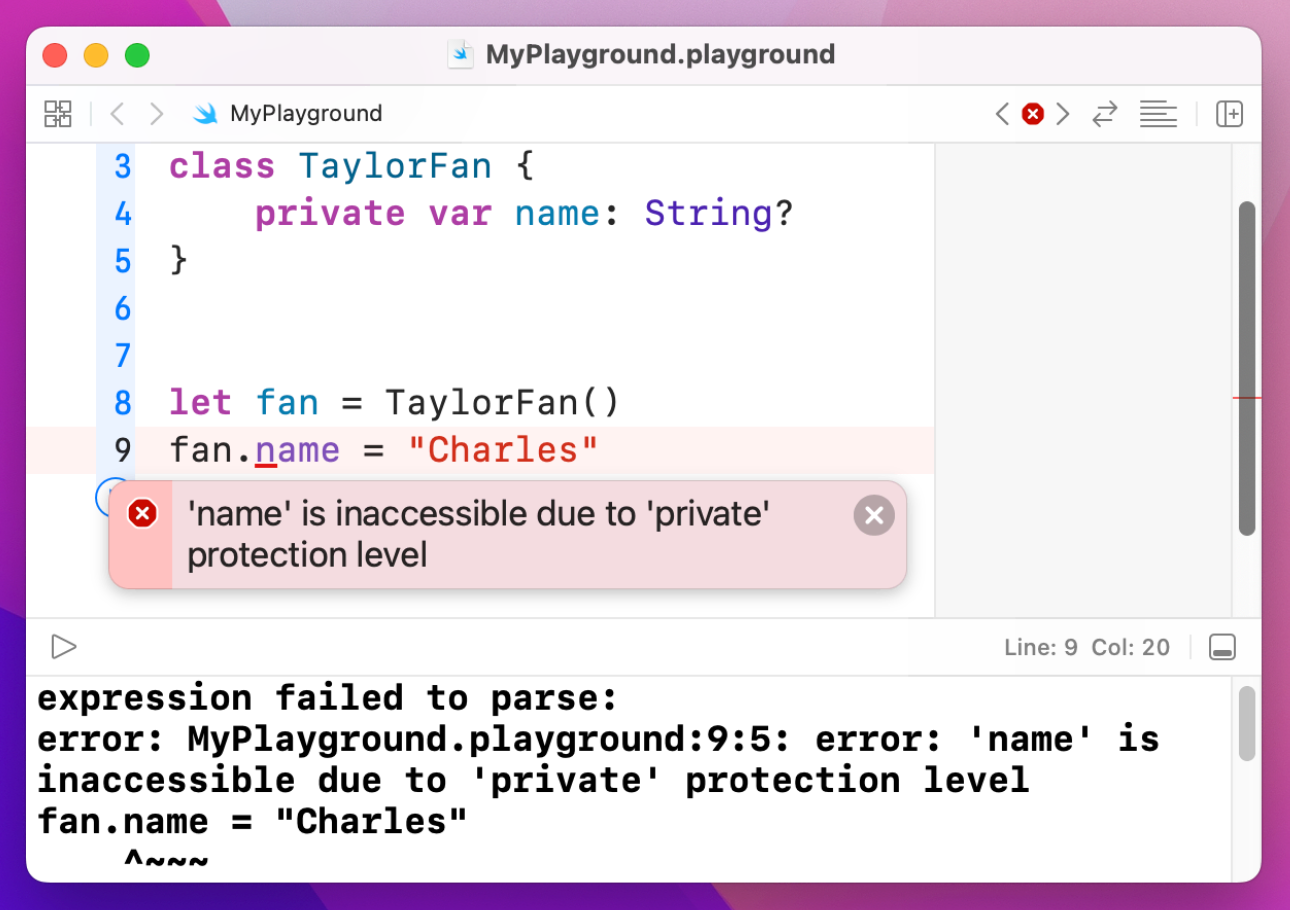 MyPlayground.playground
MyPlayground
3 class TaylorFan {
4     private var name: String?
5 }
6
7
8 let fan = TaylorFan()
9 fan.name = "Charles"
'name' is inaccessible due to 'private'
protection level
Line: 9 Col: 20
expression failed to parse:
error: MyPlayground.playground:9:5: error: 'name' is
inaccessible due to 'private' protection level
fan.name = "Charles"
    ^~~~